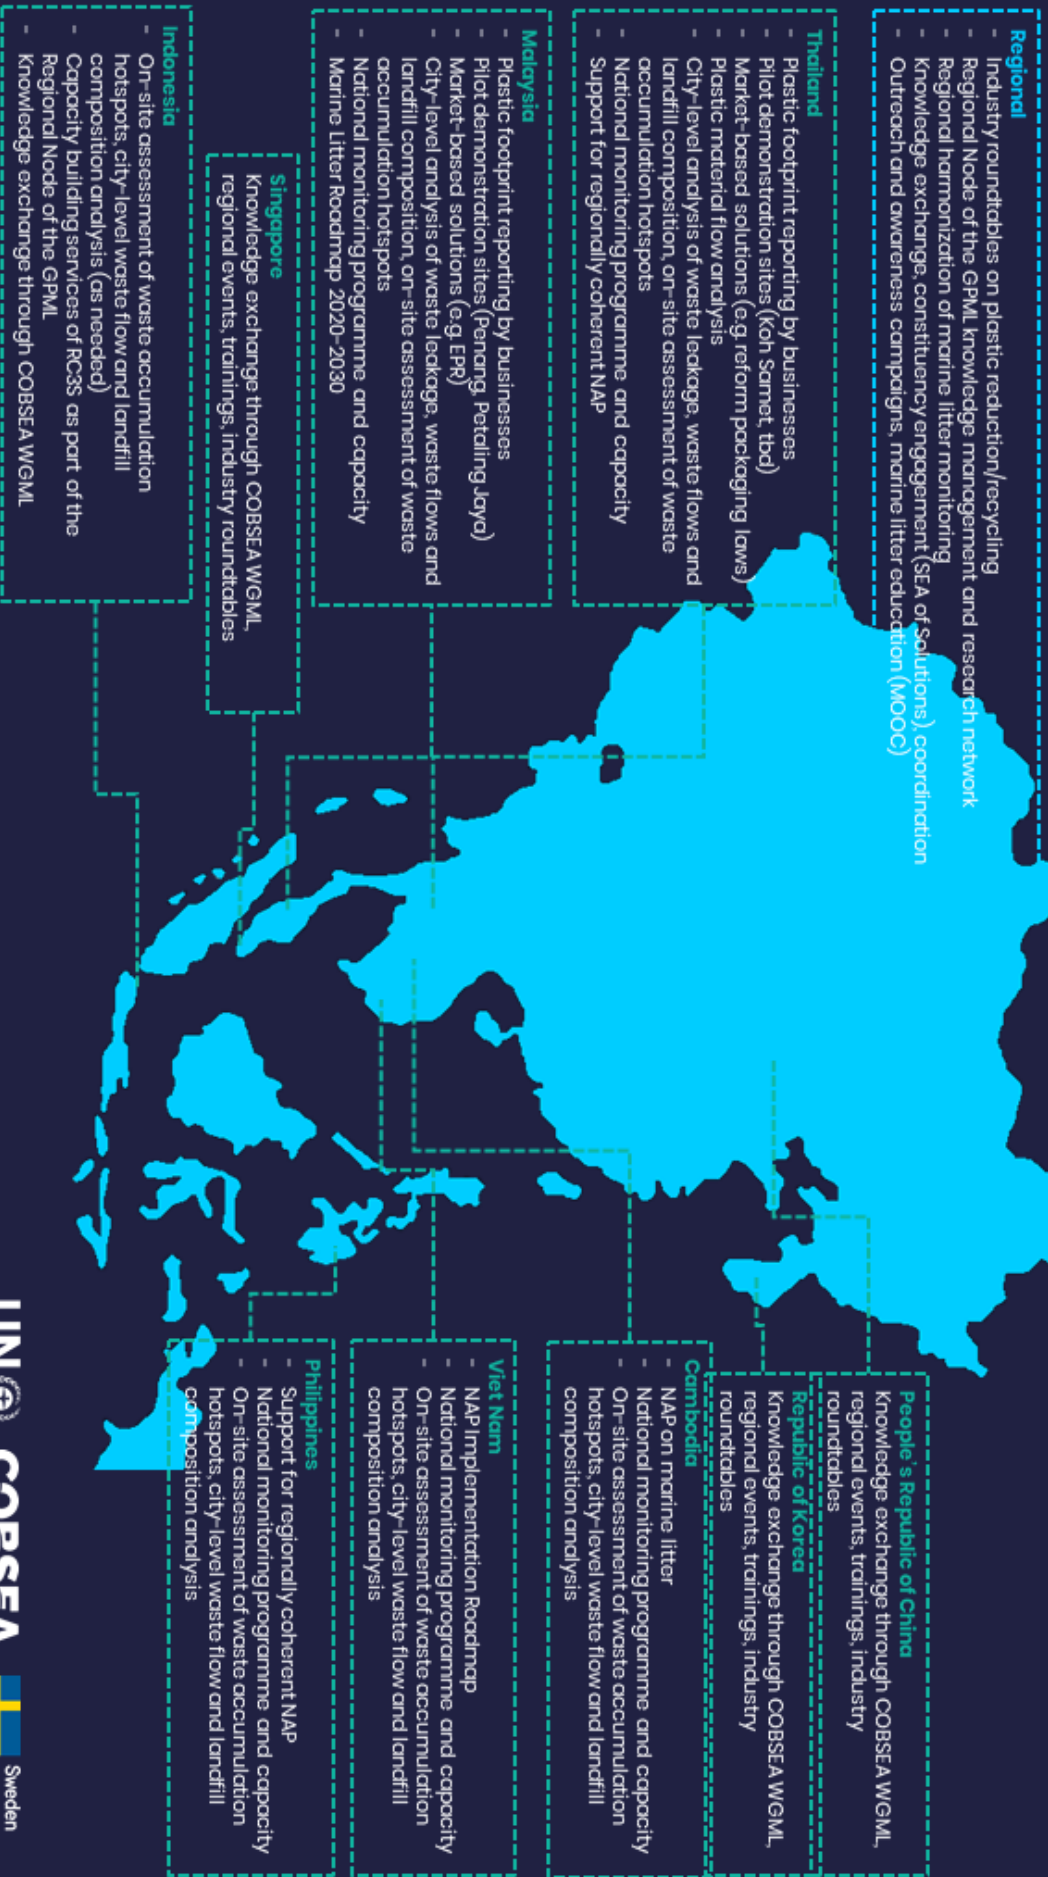 Regional
- Industry roundtables on plastic reduction/recycling
- Regional Node of the GPML knowledge management and research network
- Regional harmonization of marine litter monitoring
- Knowledge exchange, constituency engagement (SEA of Solutions), coordination
- Outreach and awareness campaigns, marine litter education (MOOC)
Thailand
- Plastic footprint reporting by businesses
- Pilot demonstration sites (Koh Samet, tbd)
- Market-based solutions (e.g. reform packaging laws)
- Plastic material flow analysis
- City-level analysis of waste leakage, waste flows and
landfill composition, on-site assessment of waste
accumulation hotspots
- National monitoring programme and capacity
- Support for regionally coherent NAP
Malaysia
- Plastic footprint reporting by businesses
- Pilot demonstration sites (Penang, Petaling Jaya)
- Market-based solutions (e.g. EPR)
- City-level analysis of waste leakage, waste flows and
landfill composition, on-site assessment of waste
accumulation hotspots
- National monitoring programme and capacity
- Marine Litter Roadmap 2020-2030
Singapore
Knowledge exchange through COBSEA WGML,
regional events, trainings, industry roundtables
Indonesia
- On-site assessment of waste accumulation
hotspots, city-level waste flow and landfill
composition analysis (as needed)
- Capacity building services of RC3S as part of the
Regional Node of the GPML
- Knowledge exchange through COBSEA WGML
People's Republic of China
Knowledge exchange through COBSEA WGML,
regional events, trainings, industry
roundtables
Republic of Korea
Knowledge exchange through COBSEA WGML,
regional events, trainings, industry
roundtables
Cambodia
- NAP on marine litter
- National monitoring programme and capacity
- On-site assessment of waste accumulation
hotspots, city-level waste flow and landfill
composition analysis
Viet Nam
- NAP Implementation Roadmap
- National monitoring programme and capacity
- On-site assessment of waste accumulation
hotspots, city-level waste flow and landfill
composition analysis
Philippines
- Support for regionally coherent NAP
- National monitoring programme and capacity
- On-site assessment of waste accumulation
hotspots, city-level waste flow and landfill
composition analysis
UN COBSEA Sweden